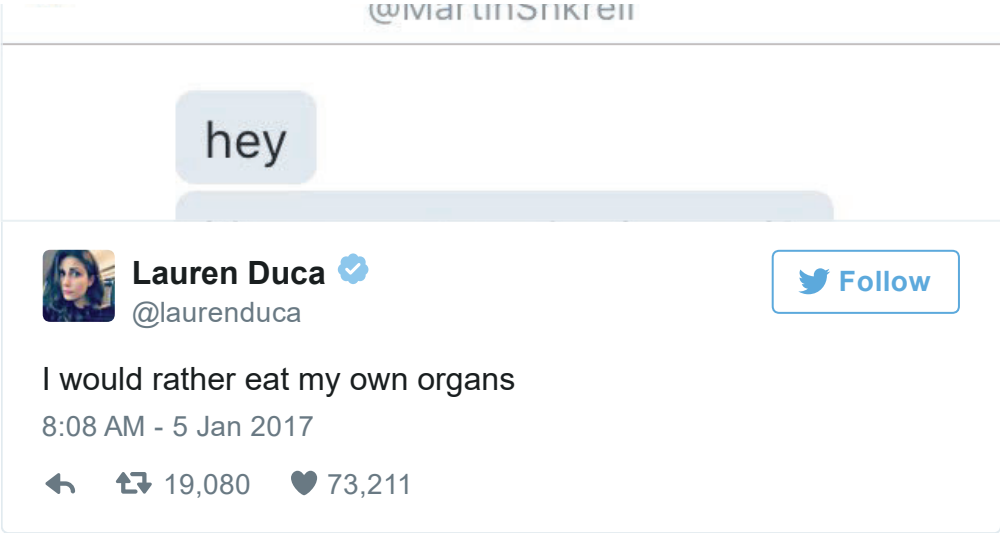 @MartinShkreli
hey
Lauren Duca
@laurenduca
Follow
I would rather eat my own organs
8:08 AM - 5 Jan 2017
19,080 73,211